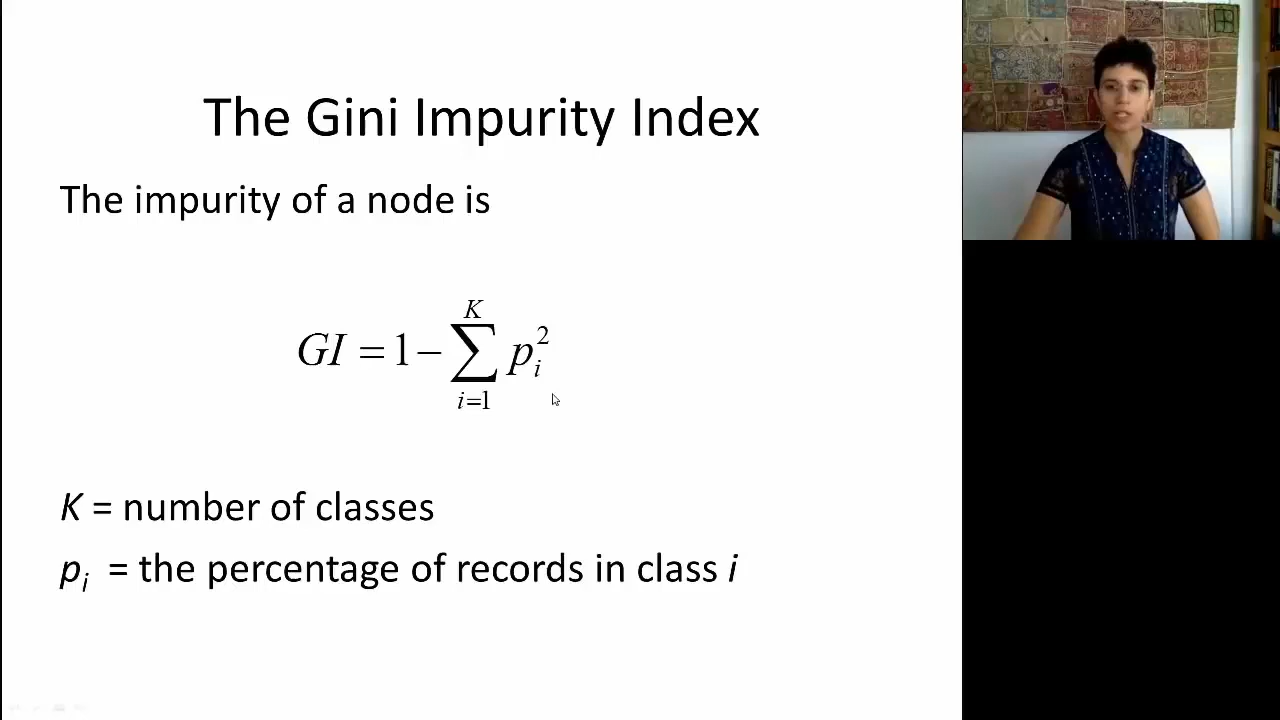 The Gini Impurity Index
The impurity of a node is
GI = 1 − ∑_{i=1}^{K} p_i^2
K = number of classes
p_i = the percentage of records in class i